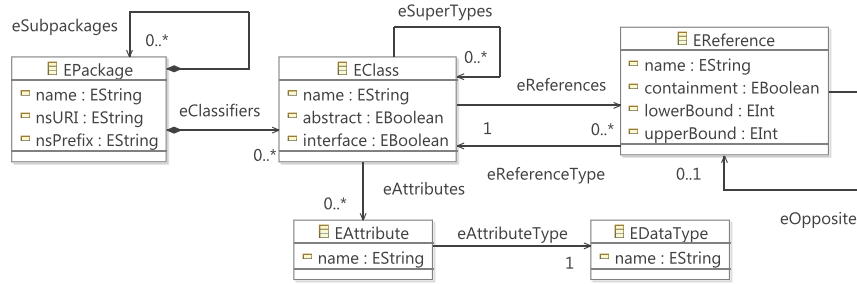 eSubpackages
0..*
EPackage
name : EString
nsURI : EString
nsPrefix : EString
eClassifiers
0..*
eSuperTypes
0..*
EClass
name : EString
abstract : EBoolean
interface : EBoolean
eReferences
0..*
1
eReferenceType
EReference
name : EString
containment : EBoolean
lowerBound : EInt
upperBound : EInt
0..1
eOpposite
eAttributes
0..*
EAttribute
name : EString
eAttributeType
1
EDataType
name : EString